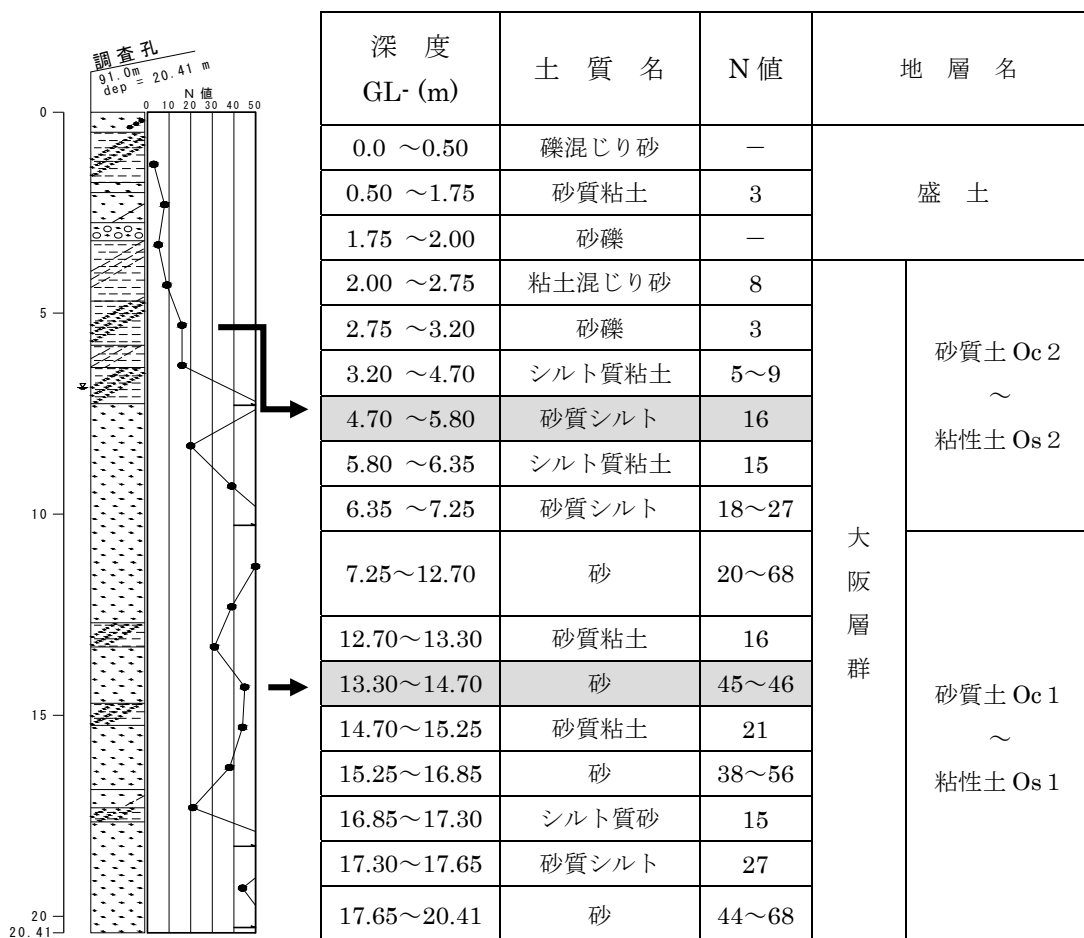 調査孔
91.0m
dep = 20.41 m
N 値
0 10 20 30 40 50
0
5
10
15
20
20.41
深 度 GL- (m) 土 質 名 N 値 地 層 名
0.0 ～0.50 礫混じり砂 － 盛 土
0.50 ～1.75 砂質粘土 3
1.75 ～2.00 砂礫 －
2.00 ～2.75 粘土混じり砂 8 大阪層群 砂質土 Oc 2 ～ 粘性土 Os 2
2.75 ～3.20 砂礫 3
3.20 ～4.70 シルト質粘土 5～9
4.70 ～5.80 砂質シルト 16
5.80 ～6.35 シルト質粘土 15
6.35 ～7.25 砂質シルト 18～27
7.25～12.70 砂 20～68 砂質土 Oc 1 ～ 粘性土 Os 1
12.70～13.30 砂質粘土 16
13.30～14.70 砂 45～46
14.70～15.25 砂質粘土 21
15.25～16.85 砂 38～56
16.85～17.30 シルト質砂 15
17.30～17.65 砂質シルト 27
17.65～20.41 砂 44～68